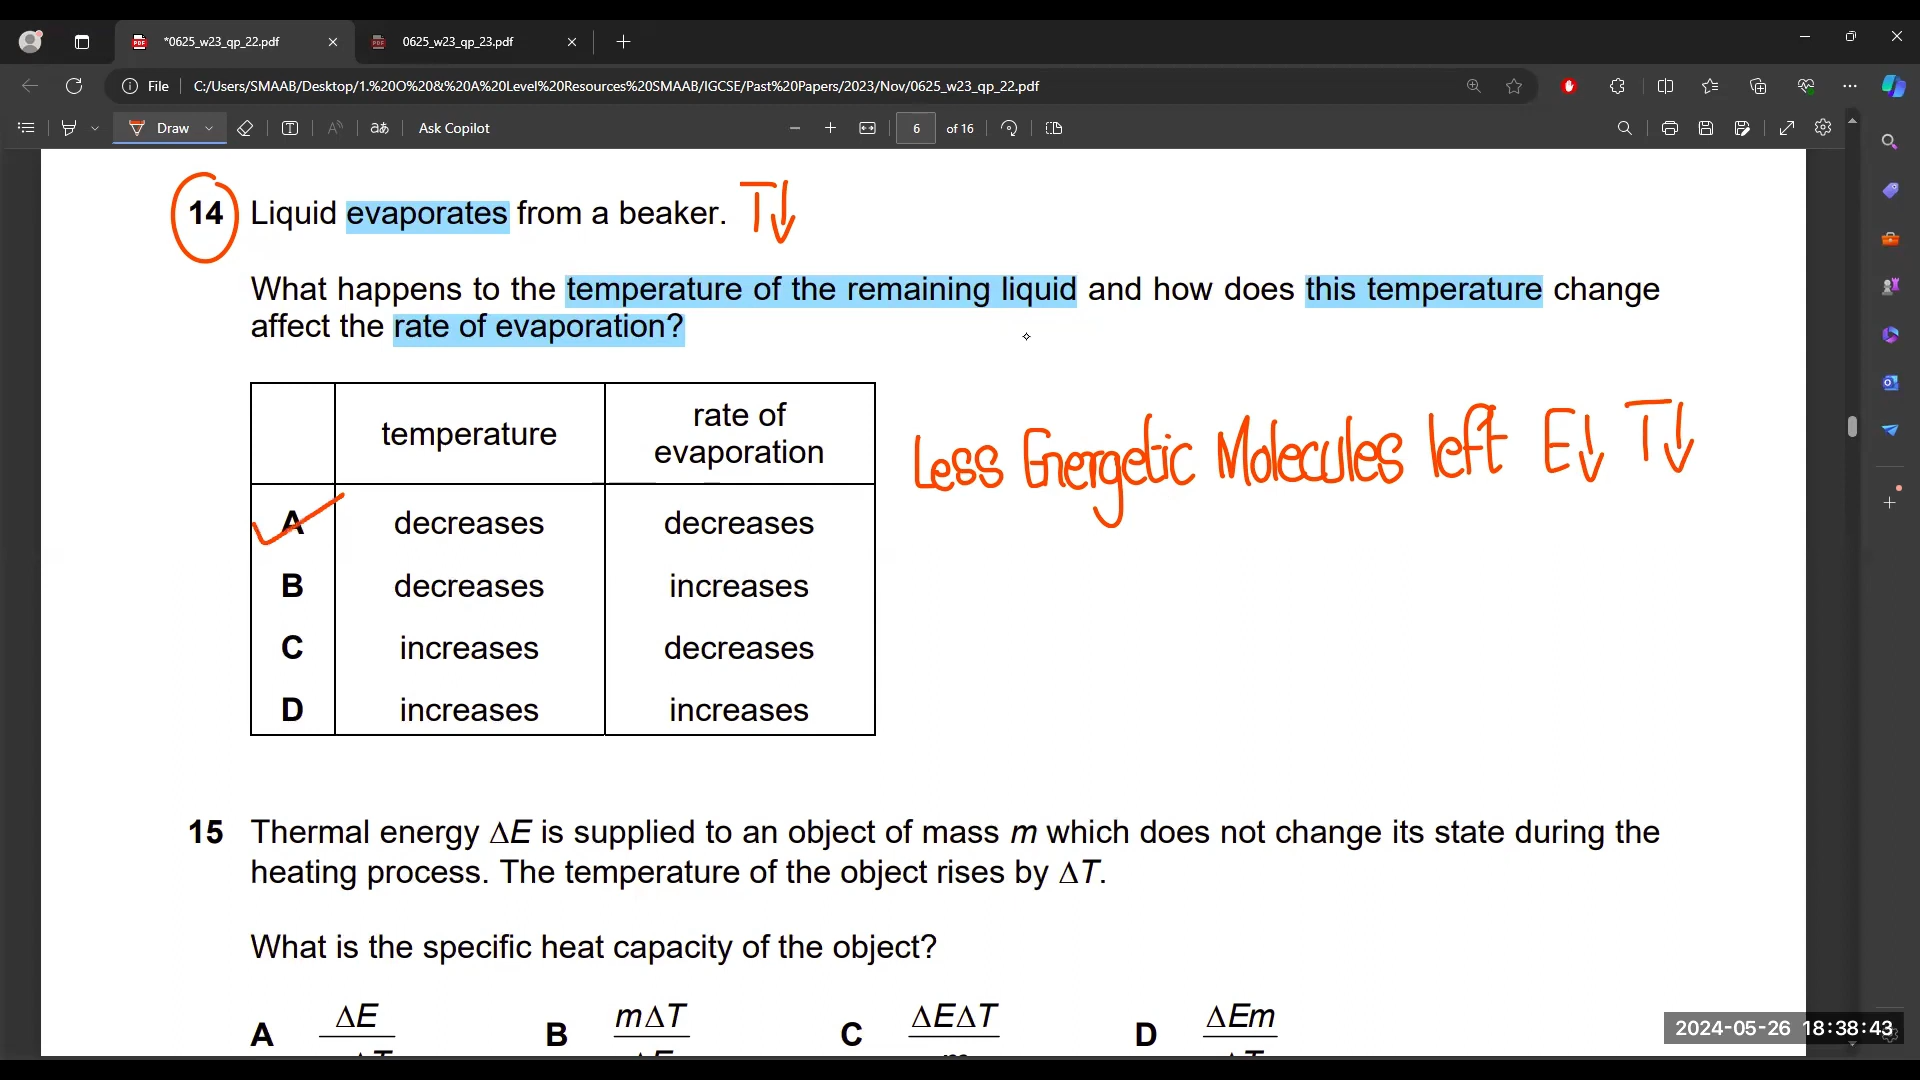 *0625_w23_qp_22.pdf
0625_w23_qp_23.pdf
File
C:/Users/SMAAB/Desktop/1.%20O%20&%20A%20Level%20Resources%20SMAAB/IGCSE/Past%20Papers/2023/Nov/0625_w23_qp_22.pdf
Draw
Ask Copilot
6 of 16
14 Liquid evaporates from a beaker. T↓
What happens to the temperature of the remaining liquid and how does this temperature change
affect the rate of evaporation?
temperature
rate of
evaporation
Less Energetic Molecules left E↓ T↓
A decreases decreases
B decreases increases
C increases decreases
D increases increases
15 Thermal energy ΔE is supplied to an object of mass m which does not change its state during the
heating process. The temperature of the object rises by ΔT.
What is the specific heat capacity of the object?
A ΔE B mΔT C ΔEΔT D ΔEm
2024-05-26 18:38:43